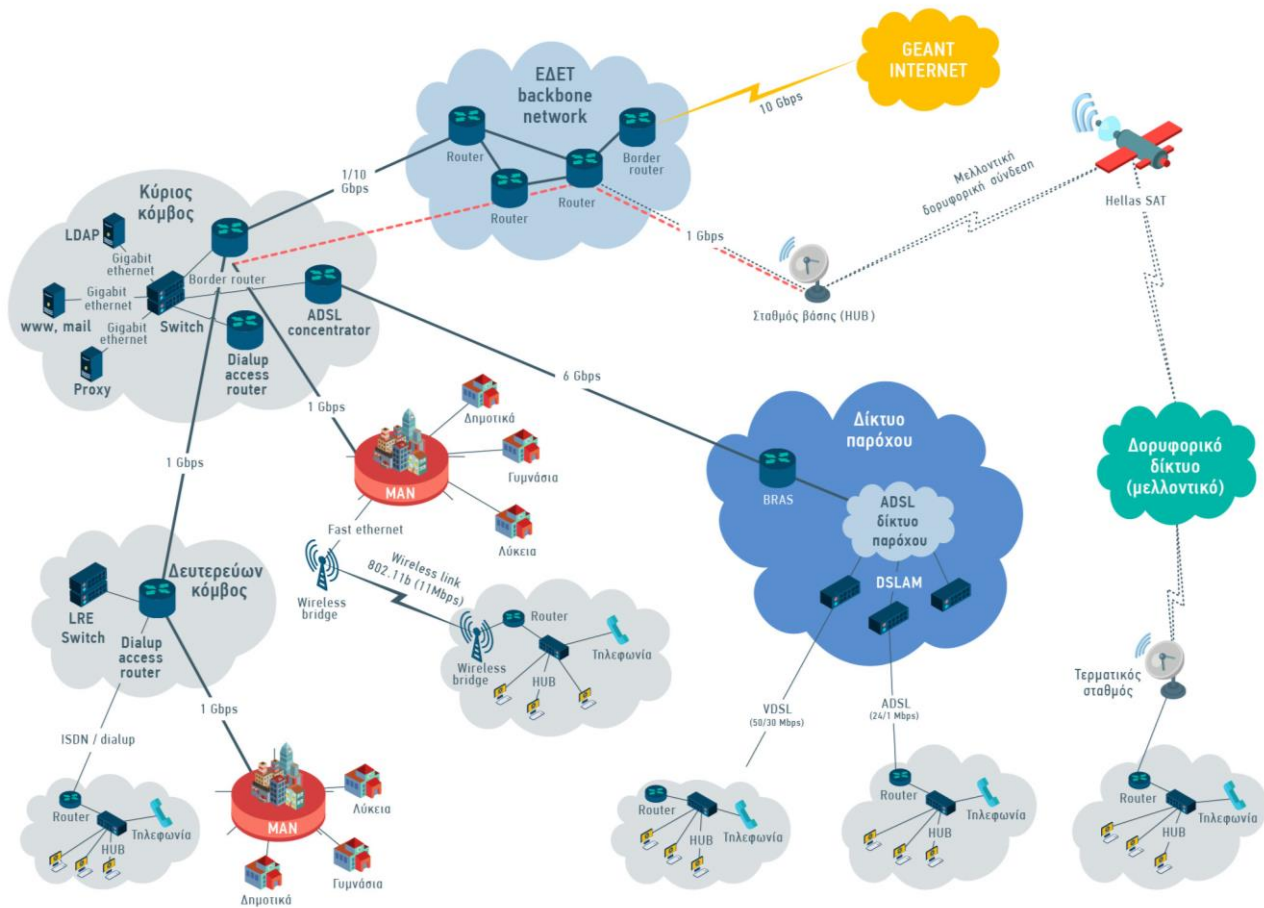 GEANT
INTERNET
ΕΔΕΤ
backbone
network
10 Gbps
Router
Border
router
Router
Router
1/10
Gbps
Μελλοντική
δορυφορική σύνδεση
Hellas SAT
Κύριος
κόμβος
LDAP
Gigabit
ethernet
Border router
1 Gbps
Σταθμός βάσης (HUB)
Gigabit
ethernet
www, mail
Switch
ADSL
concentrator
Gigabit
ethernet
Proxy
Dialup
access
router
6 Gbps
1 Gbps
Δημοτικά
Γυμνάσια
Λύκεια
MAN
1 Gbps
Fast ethernet
Δίκτυο
παρόχου
BRAS
ADSL
δίκτυο
παρόχου
DSLAM
Δορυφορικό
δίκτυο
(μελλοντικό)
Wireless link
802.11b (11Mbps)
Wireless
bridge
Δευτερεύων
κόμβος
LRE
Switch
Dialup
access
router
Router
Τηλεφωνία
Wireless
bridge
HUB
Τερματικός
σταθμός
1 Gbps
VDSL
(50/30 Mbps)
ADSL
(24/1 Mbps)
ISDN / dialup
Router
HUB
Τηλεφωνία
MAN
Λύκεια
Γυμνάσια
Δημοτικά
Router
HUB
Τηλεφωνία
Router
HUB
Τηλεφωνία
Router
HUB
Τηλεφωνία